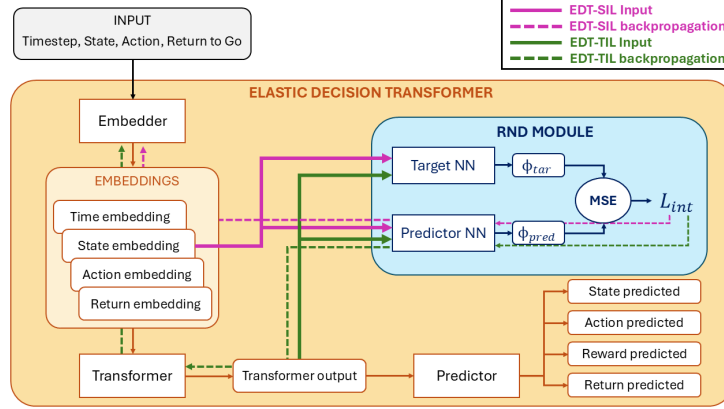 INPUT
Timestep, State, Action, Return to Go
EDT-SIL Input
EDT-SIL backpropagation
EDT-TIL Input
EDT-TIL backpropagation
ELASTIC DECISION TRANSFORMER
Embedder
RND MODULE
Target NN
ϕtar
EMBEDDINGS
MSE
Lint
Time embedding
Predictor NN
ϕpred
State embedding
Action embedding
Return embedding
State predicted
Action predicted
Reward predicted
Return predicted
Transformer
Transformer output
Predictor